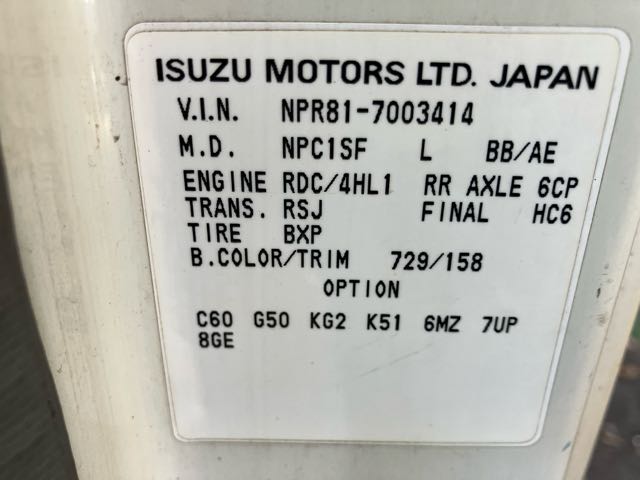 ISUZU MOTORS LTD. JAPAN
V.I.N. NPR81-7003414
M.D. NPC1SF L BB/AE
ENGINE RDC/4HL1 RR AXLE 6CP
TRANS. RSJ FINAL HC6
TIRE BXP
B.COLOR/TRIM 729/158
OPTION
C60 G50 KG2 K51 6MZ 7UP
8GE